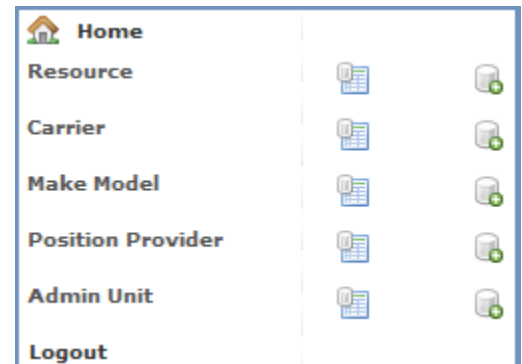 Home
Resource
Carrier
Make Model
Position Provider
Admin Unit
Logout